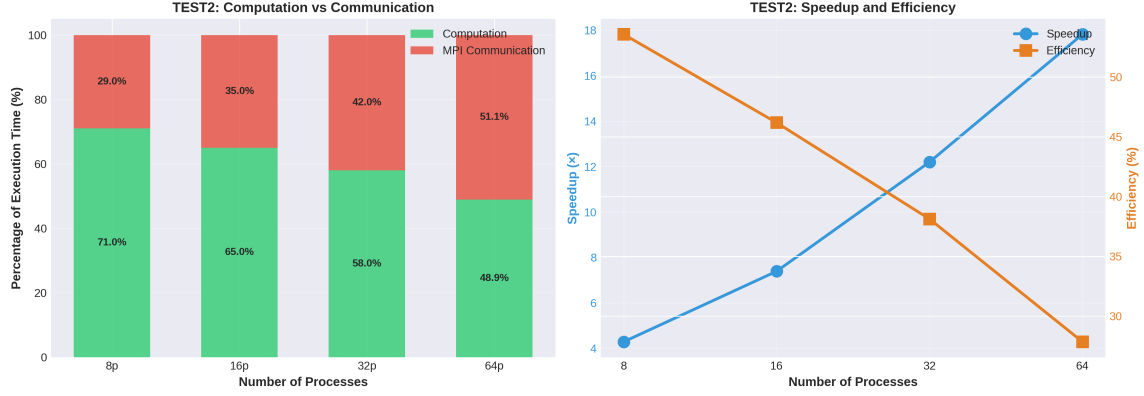 TEST2: Computation vs Communication
Computation
MPI Communication
Percentage of Execution Time (%)
100
80
60
40
20
0
29.0%
35.0%
42.0%
51.1%
71.0%
65.0%
58.0%
48.9%
8p
16p
32p
64p
Number of Processes
TEST2: Speedup and Efficiency
Speedup
Efficiency
Speedup (×)
18
16
14
12
10
8
6
4
50
45
40
35
30
Efficiency (%)
8
16
32
64
Number of Processes